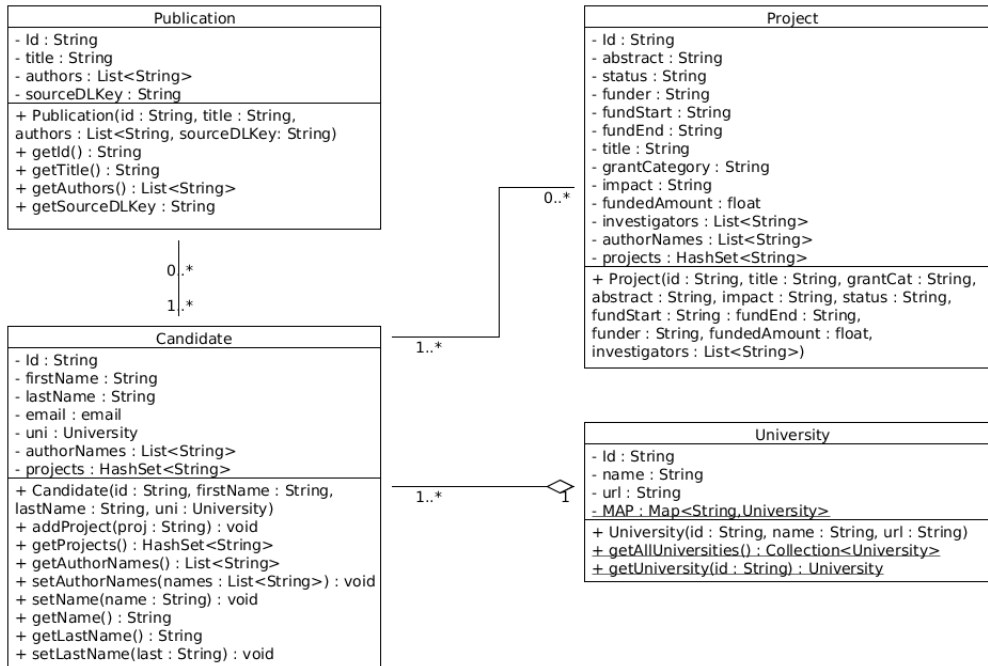 Publication
- Id : String
- title : String
- authors : List<String>
- sourceDLKey : String
+ Publication(id : String, title : String,
authors : List<String, sourceDLKey: String)
+ getId() : String
+ getTitle() : String
+ getAuthors() : List<String>
+ getSourceDLKey : String
0..*
1..*
Candidate
- Id : String
- firstName : String
- lastName : String
- email : email
- uni : University
- authorNames : List<String>
- projects : HashSet<String>
+ Candidate(id : String, firstName : String,
lastName : String, uni : University)
+ addProject(proj : String) : void
+ getProjects() : HashSet<String>
+ getAuthorNames() : List<String>
+ setAuthorNames(names : List<String>) : void
+ setName(name : String) : void
+ getName() : String
+ getLastName() : String
+ setLastName(last : String) : void
0..*
1..*
1..*
1
Project
- Id : String
- abstract : String
- status : String
- funder : String
- fundStart : String
- fundEnd : String
- title : String
- grantCategory : String
- impact : String
- fundedAmount : float
- investigators : List<String>
- authorNames : List<String>
- projects : HashSet<String>
+ Project(id : String, title : String, grantCat : String,
abstract : String, impact : String, status : String,
fundStart : String : fundEnd : String,
funder : String, fundedAmount : float,
investigators : List<String>)
University
- Id : String
- name : String
- url : String
- MAP : Map<String,University>
+ University(id : String, name : String, url : String)
+ getAllUniversities() : Collection<University>
+ getUniversity(id : String) : University